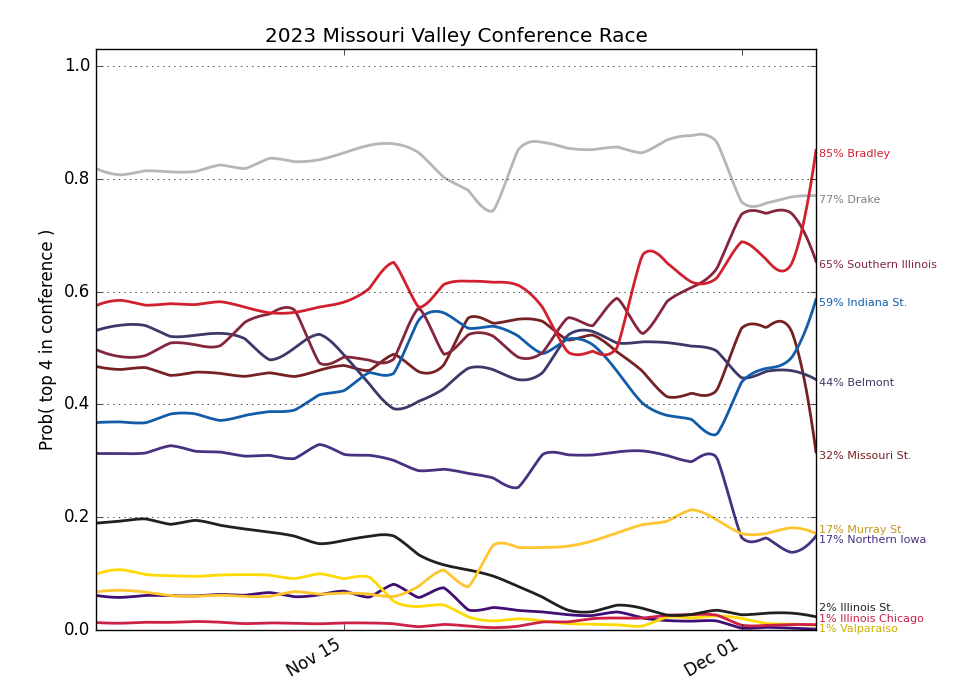 2023 Missouri Valley Conference Race
Prob( top 4 in conference )
1.0
0.8
0.6
0.4
0.2
0.0
Nov 15
Dec 01
85% Bradley
77% Drake
65% Southern Illinois
59% Indiana St.
44% Belmont
32% Missouri St.
17% Murray St.
17% Northern Iowa
2% Illinois St.
1% Illinois Chicago
1% Valparaiso